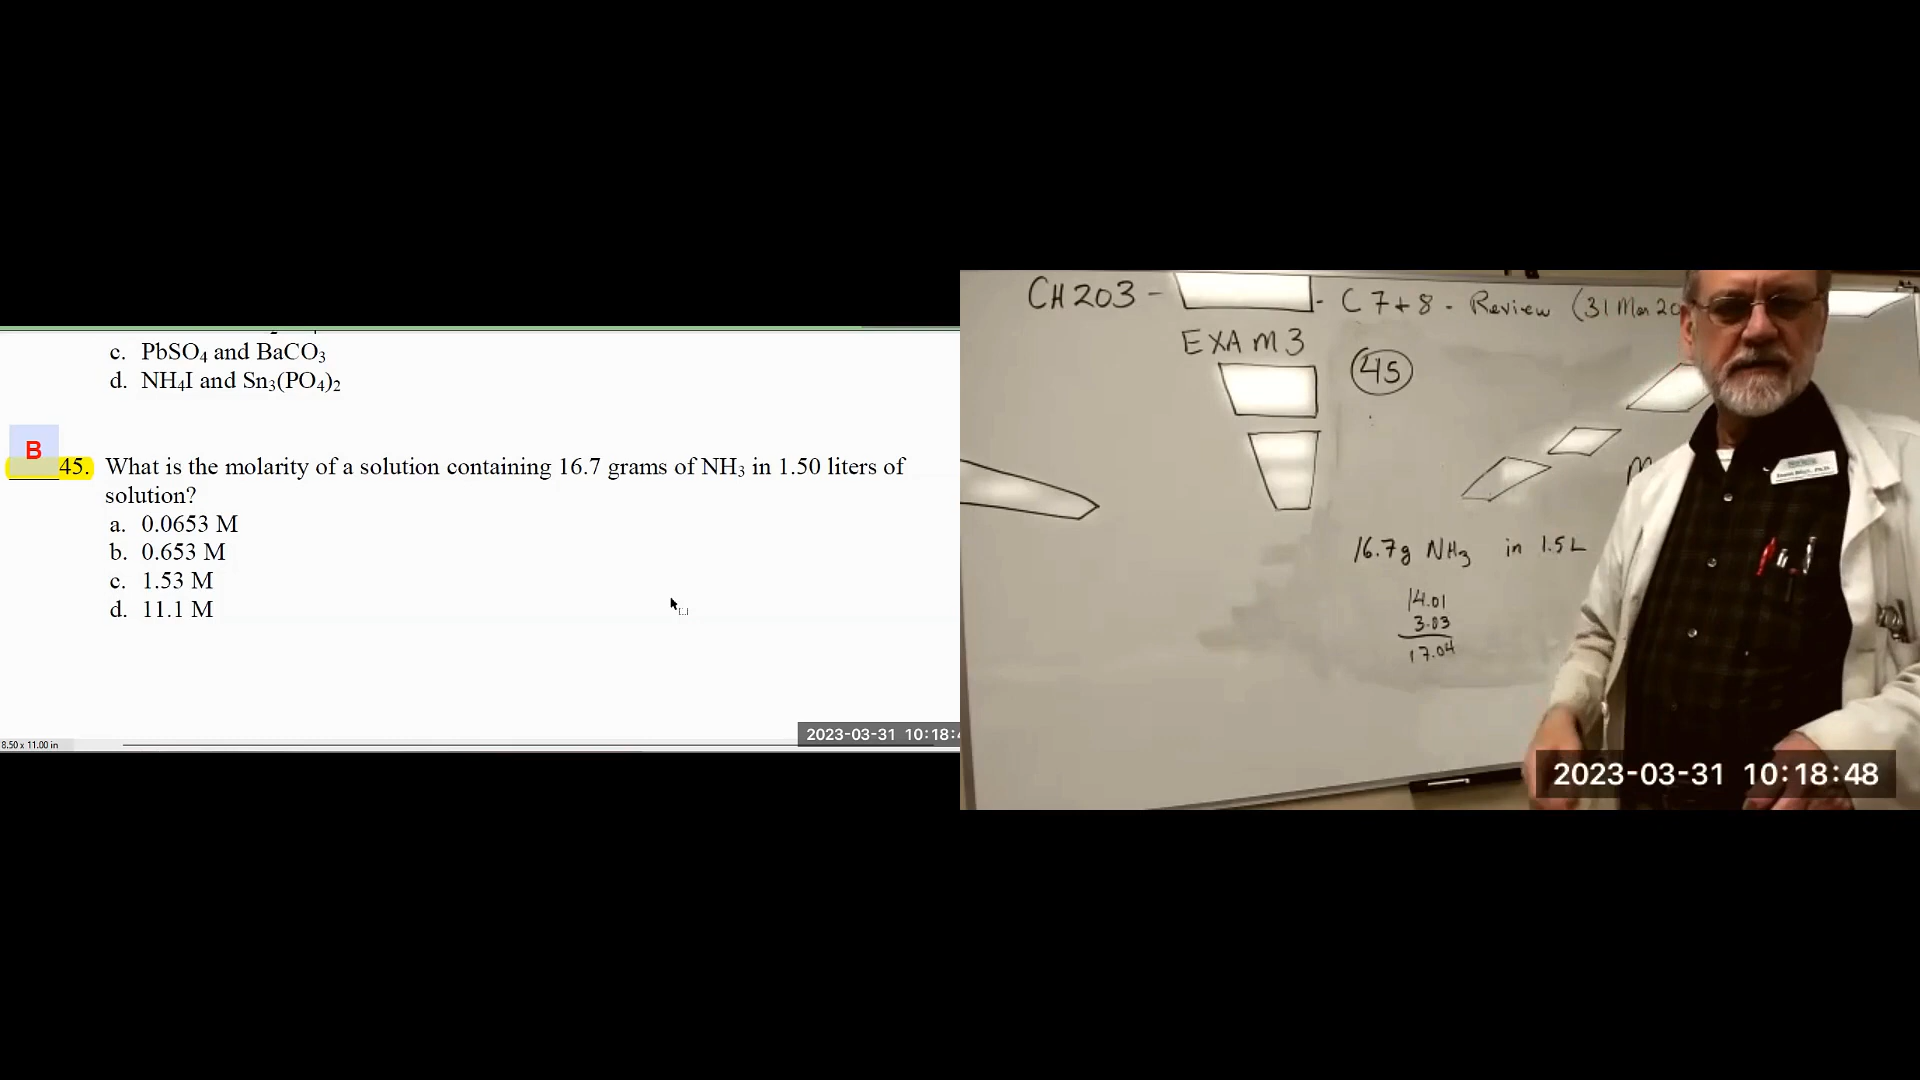 c. PbSO4 and BaCO3
d. NH4I and Sn3(PO4)2
B
45. What is the molarity of a solution containing 16.7 grams of NH3 in 1.50 liters of
solution?
a. 0.0653 M
b. 0.653 M
c. 1.53 M
d. 11.1 M
2023-03-31 10:18:4
8.50 x 11.00 in
CH203 - - C 7+8 - Review (31 Mar 20
EXAM 3
45
M
16.7g NH3 in 1.5L
14.01
3.03
17.04
2023-03-31 10:18:48